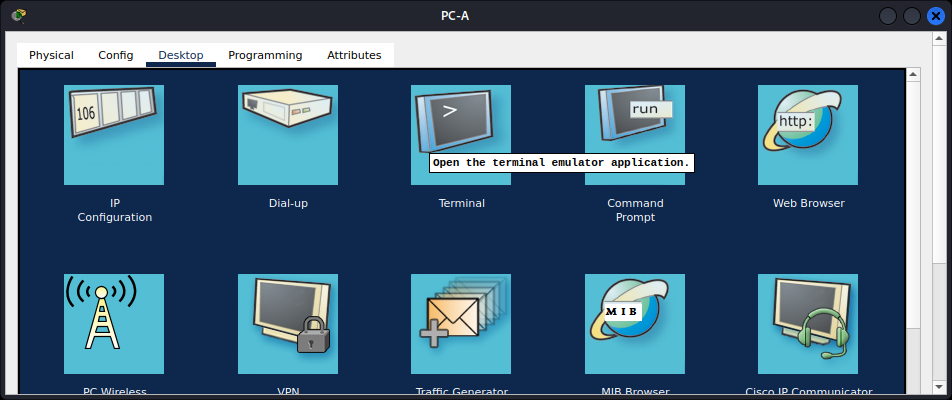 PC-A
Physical Config Desktop Programming Attributes
106
>
run
http:
Open the terminal emulator application.
IP
Configuration
Dial-up
Terminal
Command
Prompt
Web Browser
MIB
PC Wireless
VPN
Traffic Generator
MIB Browser
Cisco IP Communicator